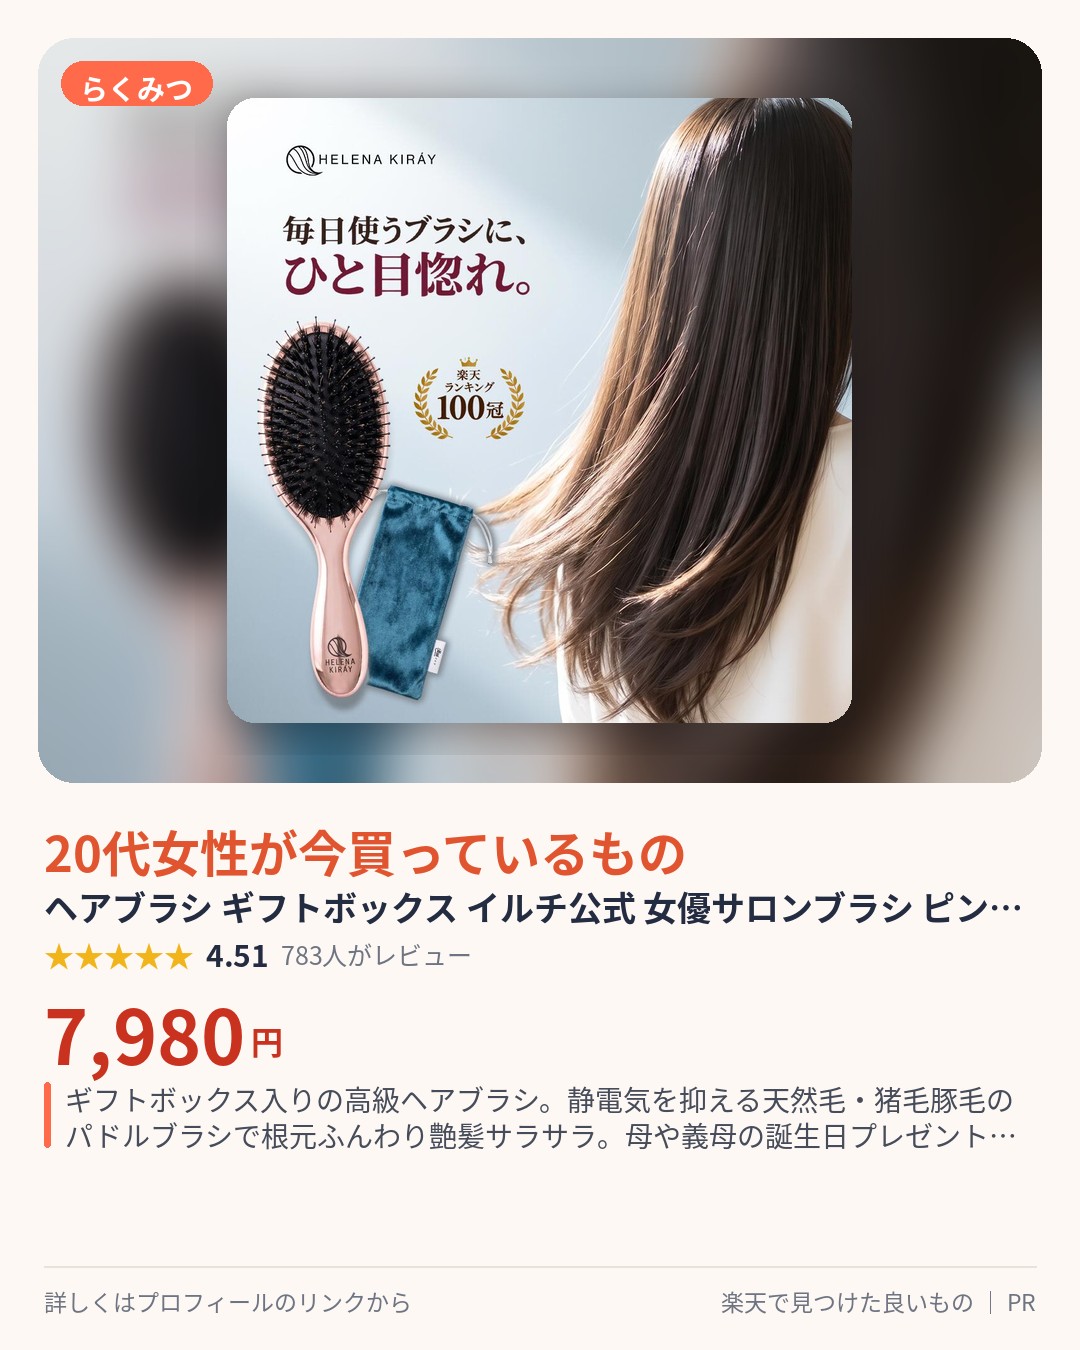 らくみつ
HELENA KIRÁY
毎日使うブラシに、
ひと目惚れ。
楽天
ランキング
100冠
HELENA
KIRÁY
20代女性が今買っているもの
ヘアブラシ ギフトボックス イルチ公式 女優サロンブラシ ピン…
★★★★★ 4.51 783人がレビュー
7,980円
ギフトボックス入りの高級ヘアブラシ。静電気を抑える天然毛・猪毛豚毛の
パドルブラシで根元ふんわり艶髪サラサラ。母や義母の誕生日プレゼント…
詳しくはプロフィールのリンクから
楽天で見つけた良いもの｜PR